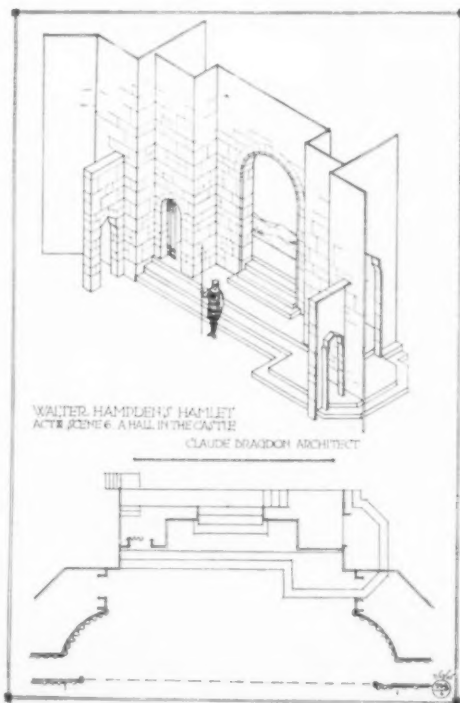 WALTER HAMPDEN'S HAMLET
ACT III SCENE 6. A HALL IN THE CASTLE
CLAUDE BRAGDON ARCHITECT